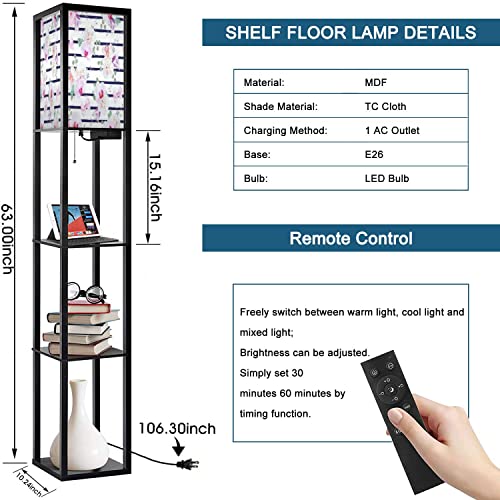 SHELF FLOOR LAMP DETAILS
Material: MDF
Shade Material: TC Cloth
Charging Method: 1 AC Outlet
Base: E26
Bulb: LED Bulb
Remote Control
Freely switch between warm light, cool light and
mixed light;
Brightness can be adjusted.
Simply set 30
minutes 60 minutes by
timing function.
63.00inch
15.16inch
106.30inch
10.24inch